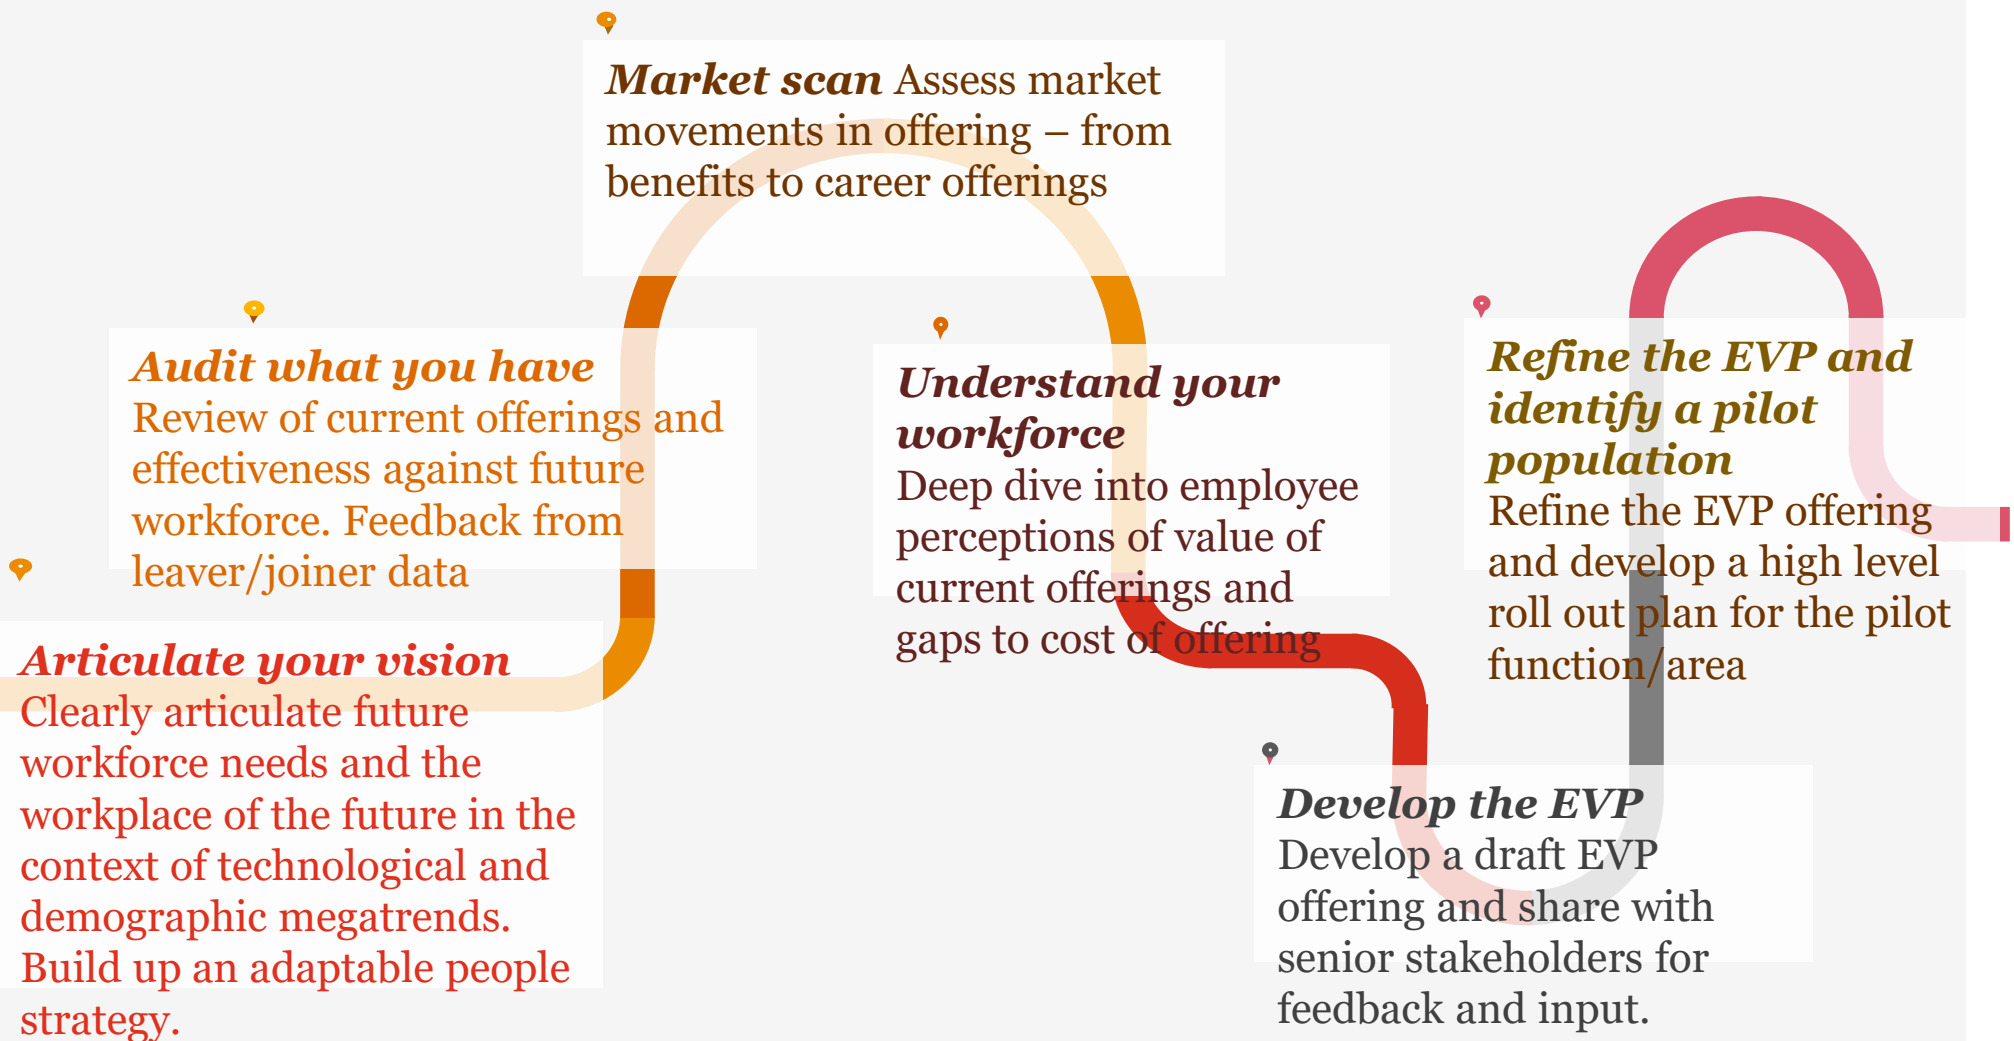 Market scan Assess market
movements in offering – from
benefits to career offerings
Audit what you have
Review of current offerings and
effectiveness against future
workforce. Feedback from
leaver/joiner data
Understand your
workforce
Deep dive into employee
perceptions of value of
current offerings and
gaps to cost of offering
Refine the EVP and
identify a pilot
population
Refine the EVP offering
and develop a high level
roll out plan for the pilot
function/area
Articulate your vision
Clearly articulate future
workforce needs and the
workplace of the future in the
context of technological and
demographic megatrends.
Build up an adaptable people
strategy.
Develop the EVP
Develop a draft EVP
offering and share with
senior stakeholders for
feedback and input.